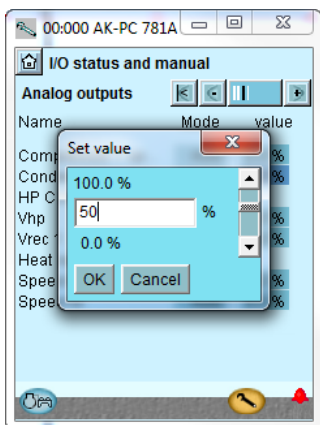 00:000 AK-PC 781A
I/O status and manual
Analog outputs
Name Mode value
Set value
Comp %
Cond %
HP C
Vhp %
Vrec %
Heat
Spee %
Spee %
100.0 %
50 %
0.0 %
OK Cancel